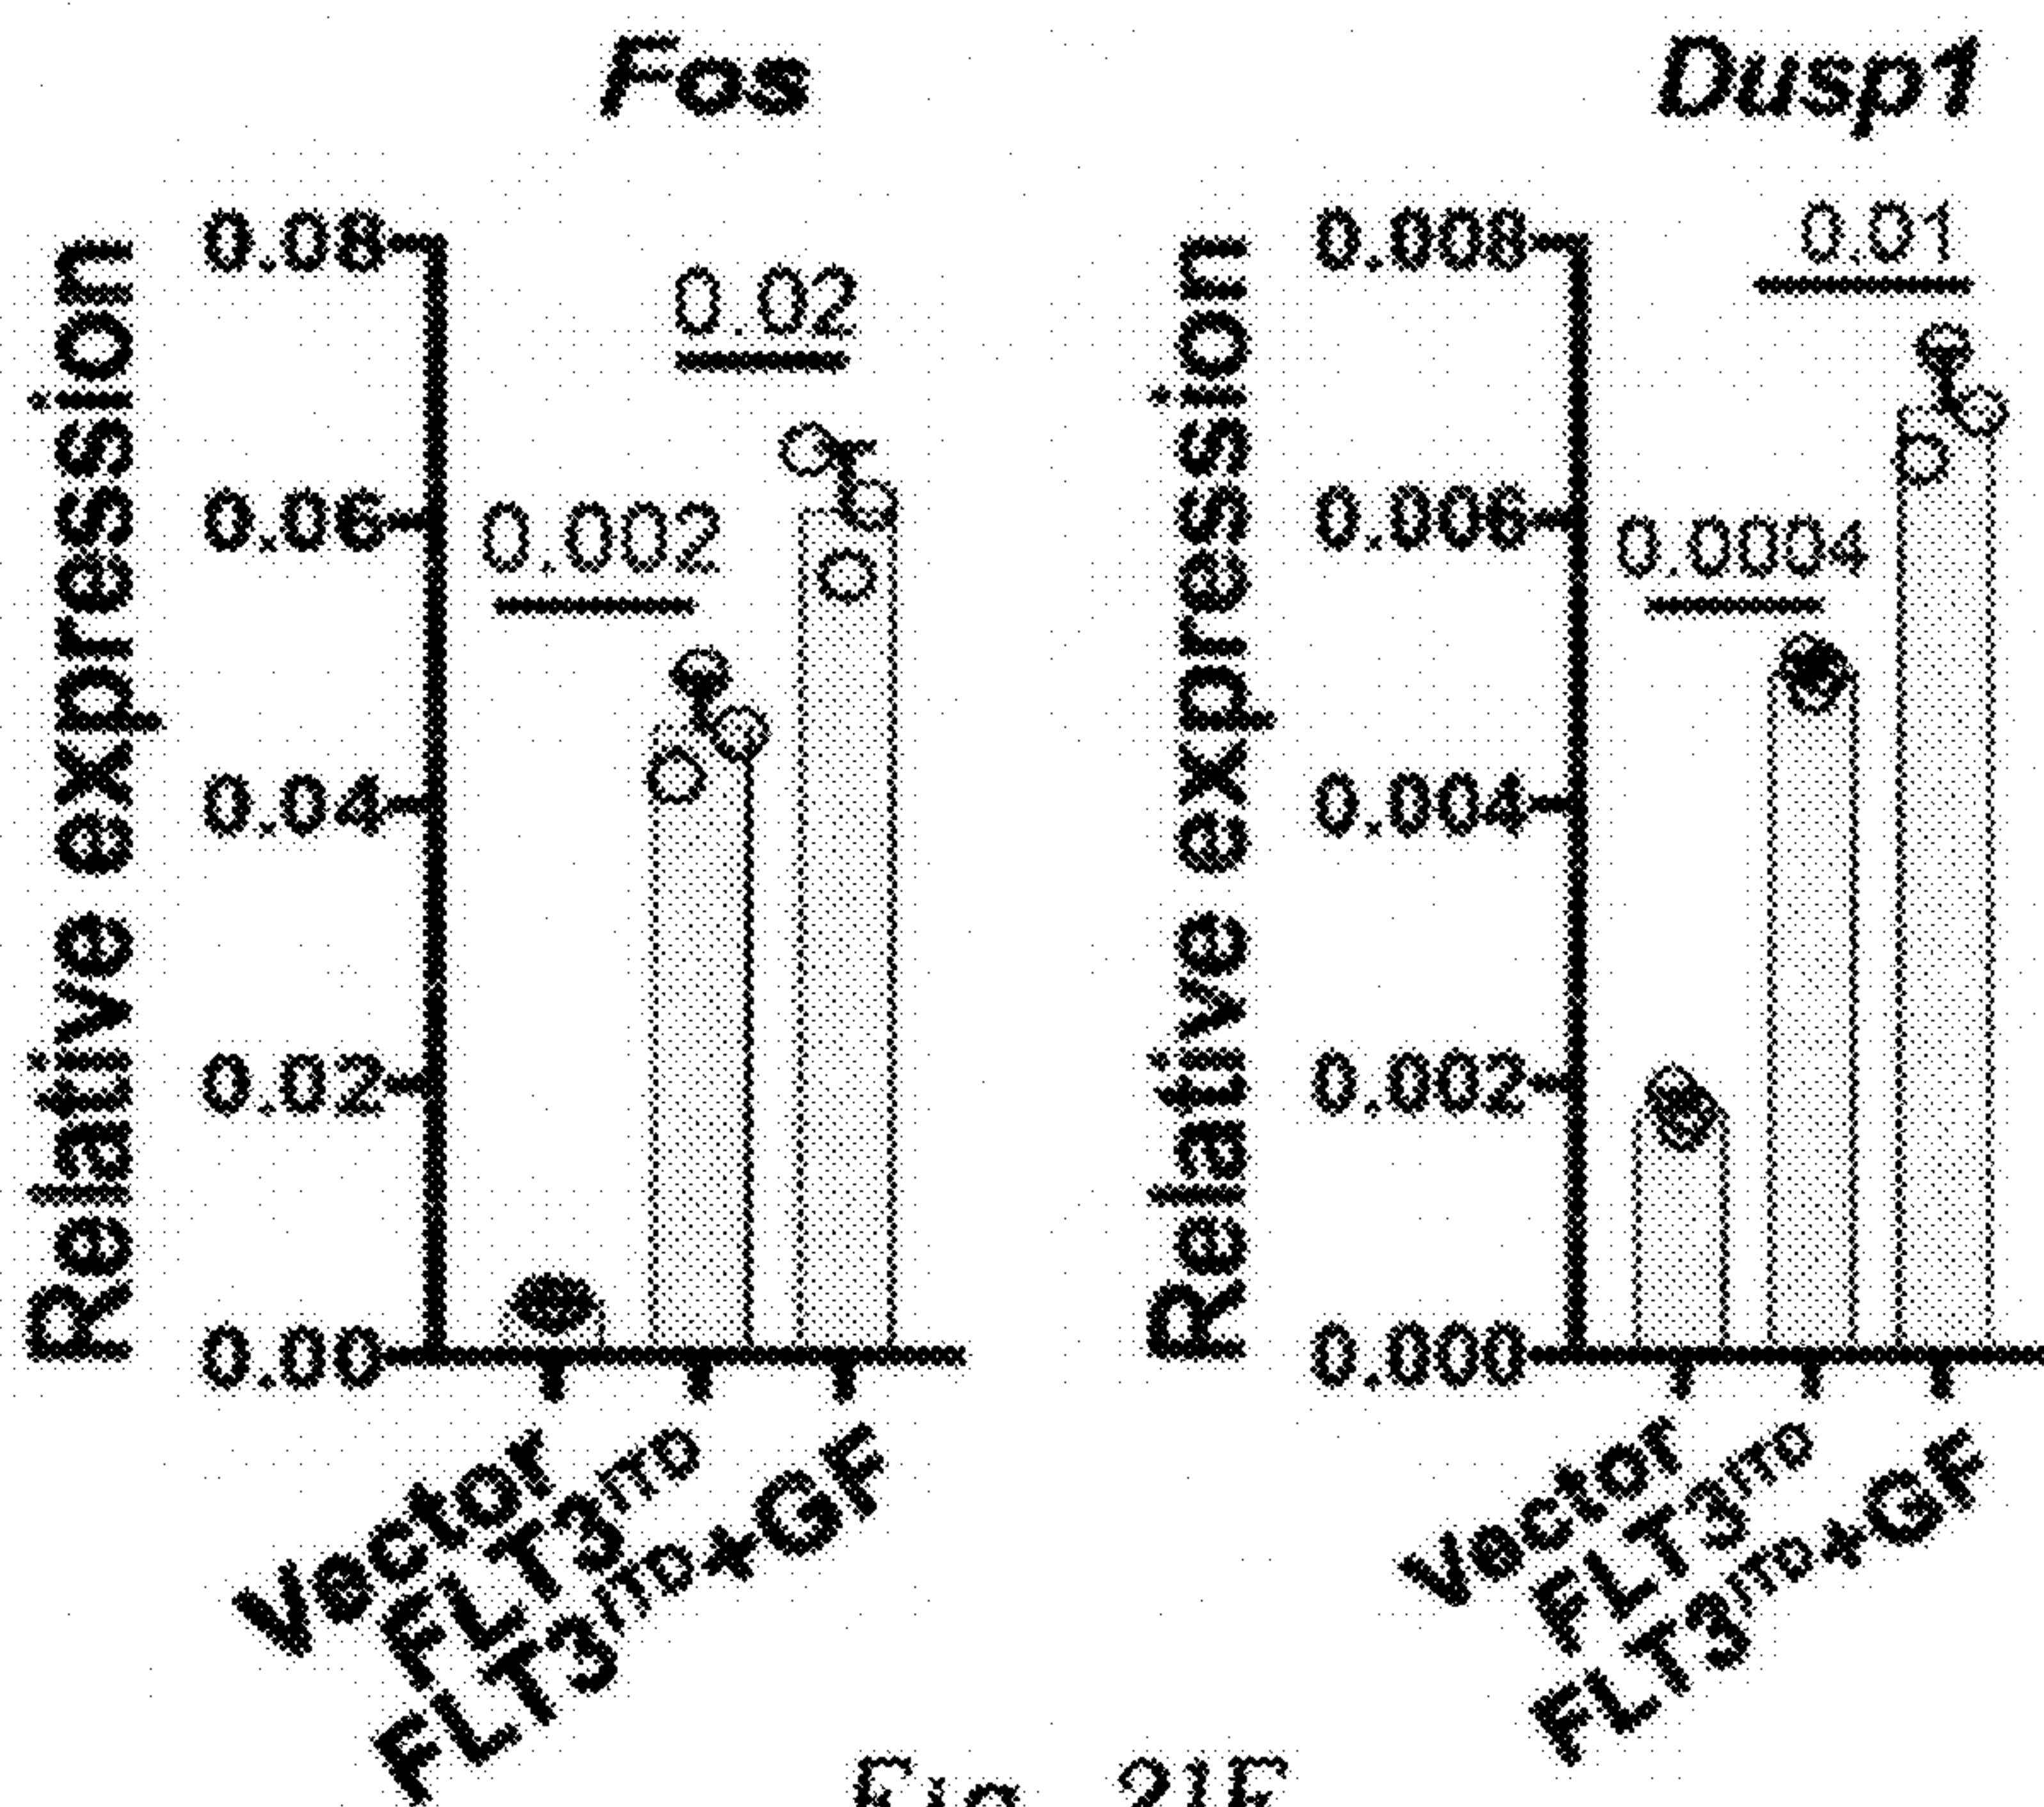 Fos
Relative expression
0.08
0.06
0.04
0.02
0.00
0.002
0.02
Vector
FLT3ITD
FLT3ITD+GF
Dusp1
Relative expression
0.008
0.006
0.004
0.002
0.000
0.0004
0.01
Vector
FLT3ITD
FLT3ITD+GF